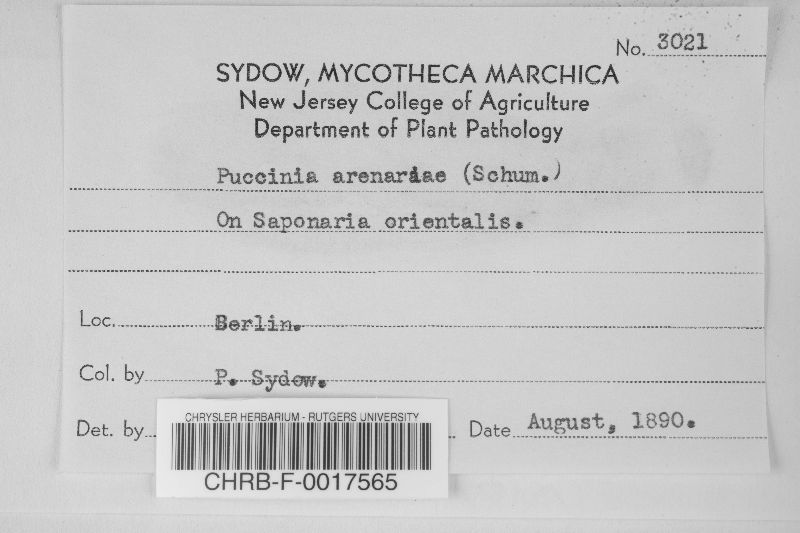 No. 3021
SYDOW, MYCOTHECA MARCHICA
New Jersey College of Agriculture
Department of Plant Pathology
Puccinia arenariae (Schum.)
On Saponaria orientalis.
Loc. Berlin.
Col. by P. Sydow.
Det. by
Date August, 1890.
CHRYSLER HERBARIUM - RUTGERS UNIVERSITY
CHRB-F-0017565